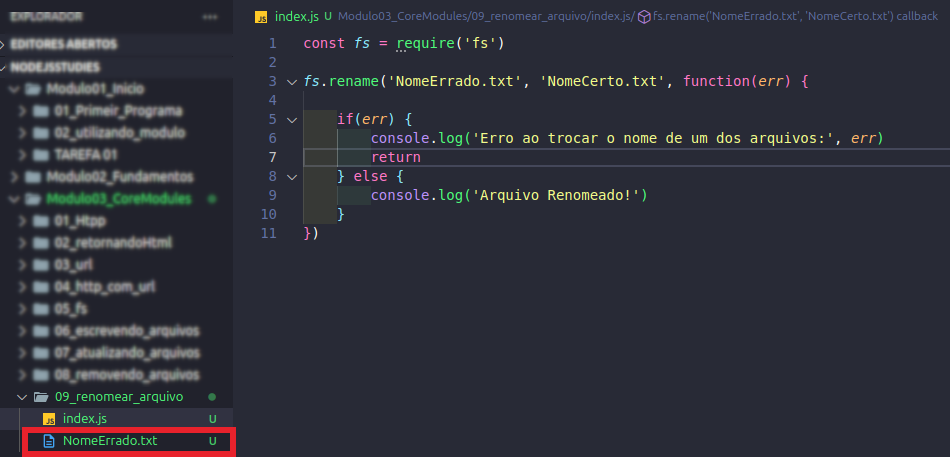 EXPLORADOR
EDITORES ABERTOS
NODEJSSTUDIES
Modulo01_Inicio
01_Primeir_Programa
02_utilizando_modulo
TAREFA 01
Modulo02_Fundamentos
Modulo03_CoreModules
01_Htpp
02_retornandoHtml
03_url
04_http_com_url
05_fs
06_escrevendo_arquivos
07_atualizando_arquivos
08_removendo_arquivos
09_renomear_arquivo
JS index.js U
NomeErrado.txt U
JS index.js U Modulo03_CoreModules/09_renomear_arquivo/index.js/ fs.rename('NomeErrado.txt', 'NomeCerto.txt') callback
1 const fs = require('fs')
2
3 fs.rename('NomeErrado.txt', 'NomeCerto.txt', function(err) {
4
5 if(err) {
6 console.log('Erro ao trocar o nome de um dos arquivos:', err)
7 return
8 } else {
9 console.log('Arquivo Renomeado!')
10 }
11 })